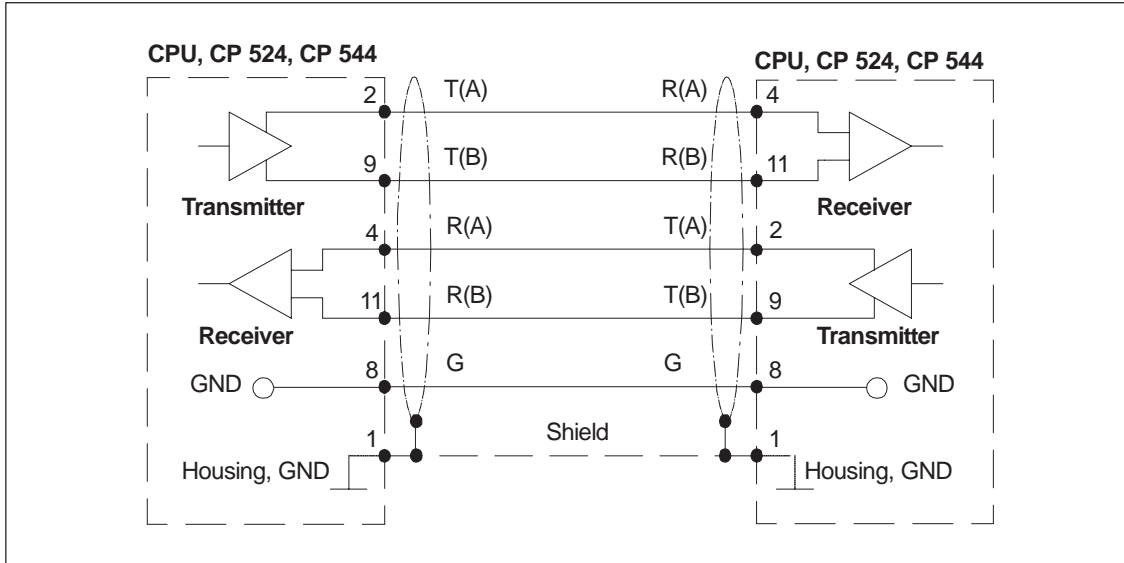 CPU, CP 524, CP 544
CPU, CP 524, CP 544
2 T(A) R(A) 4
9 T(B) R(B) 11
Transmitter Receiver
4 R(A) T(A) 2
11 R(B) T(B) 9
Receiver Transmitter
GND 8 G G 8 GND
1 Shield 1
Housing, GND Housing, GND